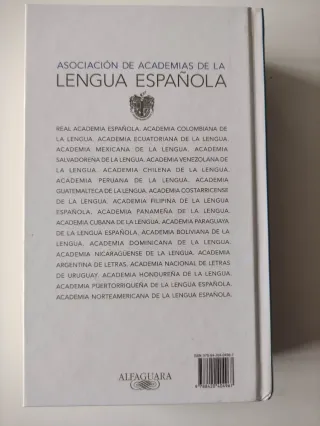 ASOCIACIÓN DE ACADEMIAS DE LA
LENGUA ESPAÑOLA
REAL ACADEMIA ESPAÑOLA. ACADEMIA COLOMBIANA DE
LA LENGUA. ACADEMIA ECUATORIANA DE LA LENGUA.
ACADEMIA MEXICANA DE LA LENGUA. ACADEMIA
SALVADOREÑA DE LA LENGUA. ACADEMIA VENEZOLANA DE
LA LENGUA. ACADEMIA CHILENA DE LA LENGUA.
ACADEMIA PERUANA DE LA LENGUA. ACADEMIA
GUATEMALTECA DE LA LENGUA. ACADEMIA COSTARRICENSE
DE LA LENGUA. ACADEMIA FILIPINA DE LA LENGUA
ESPAÑOLA. ACADEMIA PANAMEÑA DE LA LENGUA.
ACADEMIA CUBANA DE LA LENGUA. ACADEMIA PARAGUAYA
DE LA LENGUA ESPAÑOLA. ACADEMIA BOLIVIANA DE LA
LENGUA. ACADEMIA DOMINICANA DE LA LENGUA.
ACADEMIA NICARAGÜENSE DE LA LENGUA. ACADEMIA
ARGENTINA DE LETRAS. ACADEMIA NACIONAL DE LETRAS
DE URUGUAY. ACADEMIA HONDUREÑA DE LA LENGUA.
ACADEMIA PUERTORRIQUEÑA DE LA LENGUA ESPAÑOLA.
ACADEMIA NORTEAMERICANA DE LA LENGUA ESPAÑOLA.
ALFAGUARA